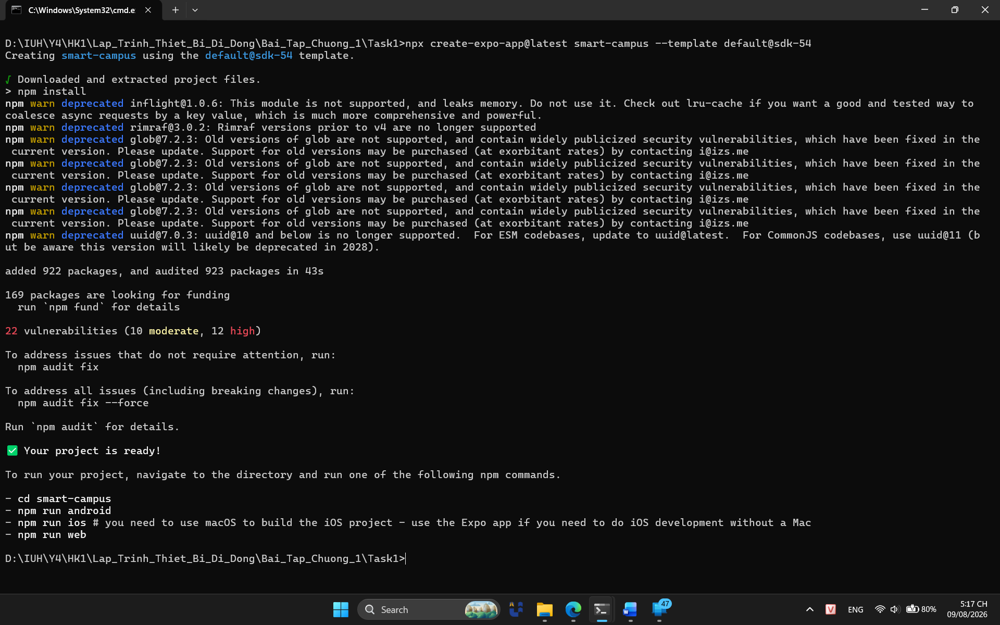 C:\Windows\System32\cmd.e
D:\IUH\Y4\HK1\Lap_Trinh_Thiet_Bi_Di_Dong\Bai_Tap_Chuong_1\Task1>npx create-expo-app@latest smart-campus --template default@sdk-54
Creating smart-campus using the default@sdk-54 template.
√ Downloaded and extracted project files.
> npm install
npm warn deprecated inflight@1.0.6: This module is not supported, and leaks memory. Do not use it. Check out lru-cache if you want a good and tested way to
coalesce async requests by a key value, which is much more comprehensive and powerful.
npm warn deprecated rimraf@3.0.2: Rimraf versions prior to v4 are no longer supported
npm warn deprecated glob@7.2.3: Old versions of glob are not supported, and contain widely publicized security vulnerabilities, which have been fixed in the
current version. Please update. Support for old versions may be purchased (at exorbitant rates) by contacting i@izs.me
npm warn deprecated glob@7.2.3: Old versions of glob are not supported, and contain widely publicized security vulnerabilities, which have been fixed in the
current version. Please update. Support for old versions may be purchased (at exorbitant rates) by contacting i@izs.me
npm warn deprecated glob@7.2.3: Old versions of glob are not supported, and contain widely publicized security vulnerabilities, which have been fixed in the
current version. Please update. Support for old versions may be purchased (at exorbitant rates) by contacting i@izs.me
npm warn deprecated glob@7.2.3: Old versions of glob are not supported, and contain widely publicized security vulnerabilities, which have been fixed in the
current version. Please update. Support for old versions may be purchased (at exorbitant rates) by contacting i@izs.me
npm warn deprecated uuid@7.0.3: uuid@10 and below is no longer supported.  For ESM codebases, update to uuid@latest.  For CommonJS codebases, use uuid@11 (b
ut be aware this version will likely be deprecated in 2028).
added 922 packages, and audited 923 packages in 43s
169 packages are looking for funding
run `npm fund` for details
22 vulnerabilities (10 moderate, 12 high)
To address issues that do not require attention, run:
npm audit fix
To address all issues (including breaking changes), run:
npm audit fix --force
Run `npm audit` for details.
✅ Your project is ready!
To run your project, navigate to the directory and run one of the following npm commands.
- cd smart-campus
- npm run android
- npm run ios # you need to use macOS to build the iOS project - use the Expo app if you need to do iOS development without a Mac
- npm run web
D:\IUH\Y4\HK1\Lap_Trinh_Thiet_Bi_Di_Dong\Bai_Tap_Chuong_1\Task1>
Search
47
V
ENG
80%
5:17 CH
09/08/2026